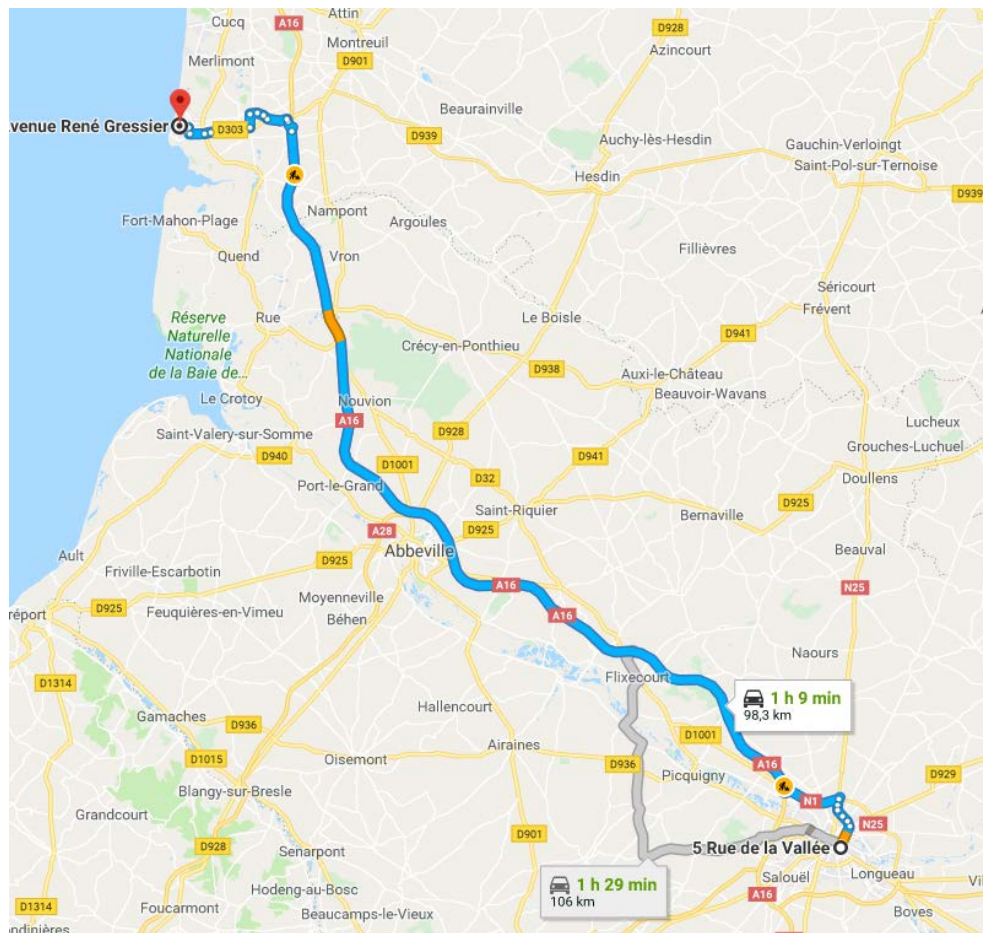 Cucq
Attin
A16
Montreuil
D928
Azincourt
Merlimont
D901
Beaurainville
venue René Gressier
D303
D939
Auchy-lès-Hesdin
Gauchin-Verloingt
Saint-Pol-sur-Ternoise
Hesdin
D939
Fort-Mahon-Plage
Nampont
Argoules
Quend
Vron
Fillièvres
Séricourt
Réserve
Naturelle
Nationale
de la Baie de...
Rue
Le Boisle
Frévent
Crécy-en-Ponthieu
D941
D938
Auxi-le-Château
Beauvoir-Wavans
Le Crotoy
Nouvion
A16
Lucheux
Saint-Valery-sur-Somme
D928
Grouches-Luchuel
D940
D1001
D941
Port-le-Grand
D32
Doullens
Saint-Riquier
D925
Bernaville
A28
D925
Ault
Abbeville
Beauval
D925
Friville-Escarbotin
A16
N25
D925
Feuquières-en-Vimeu
Moyenneville
Béhen
A16
réport
Naours
D1314
Flixecourt
1 h 9 min
98,3 km
Hallencourt
Gamaches
D936
D1001
Airaines
D1015
Oisemont
D936
A16
Picquigny
D929
Blangy-sur-Bresle
N1
Grandcourt
N25
D901
5 Rue de la Vallée
D928
Senarpont
1 h 29 min
106 km
Salouël
Longueau
Hodeng-au-Bosc
A16
D1314
Foucarmont
Beaucamps-le-Vieux
Boves
ndinières